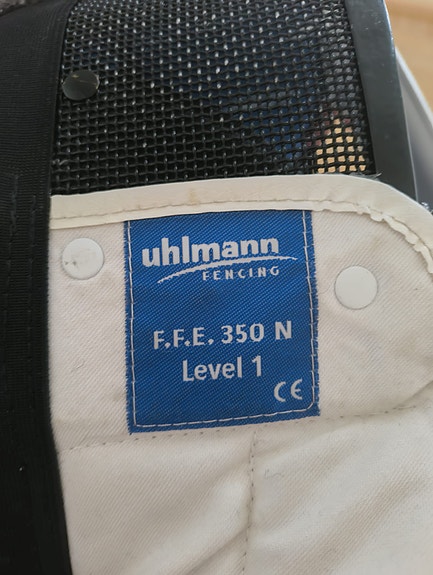 uhlmann
FENCING
F.F.E. 350 N
Level 1
CE